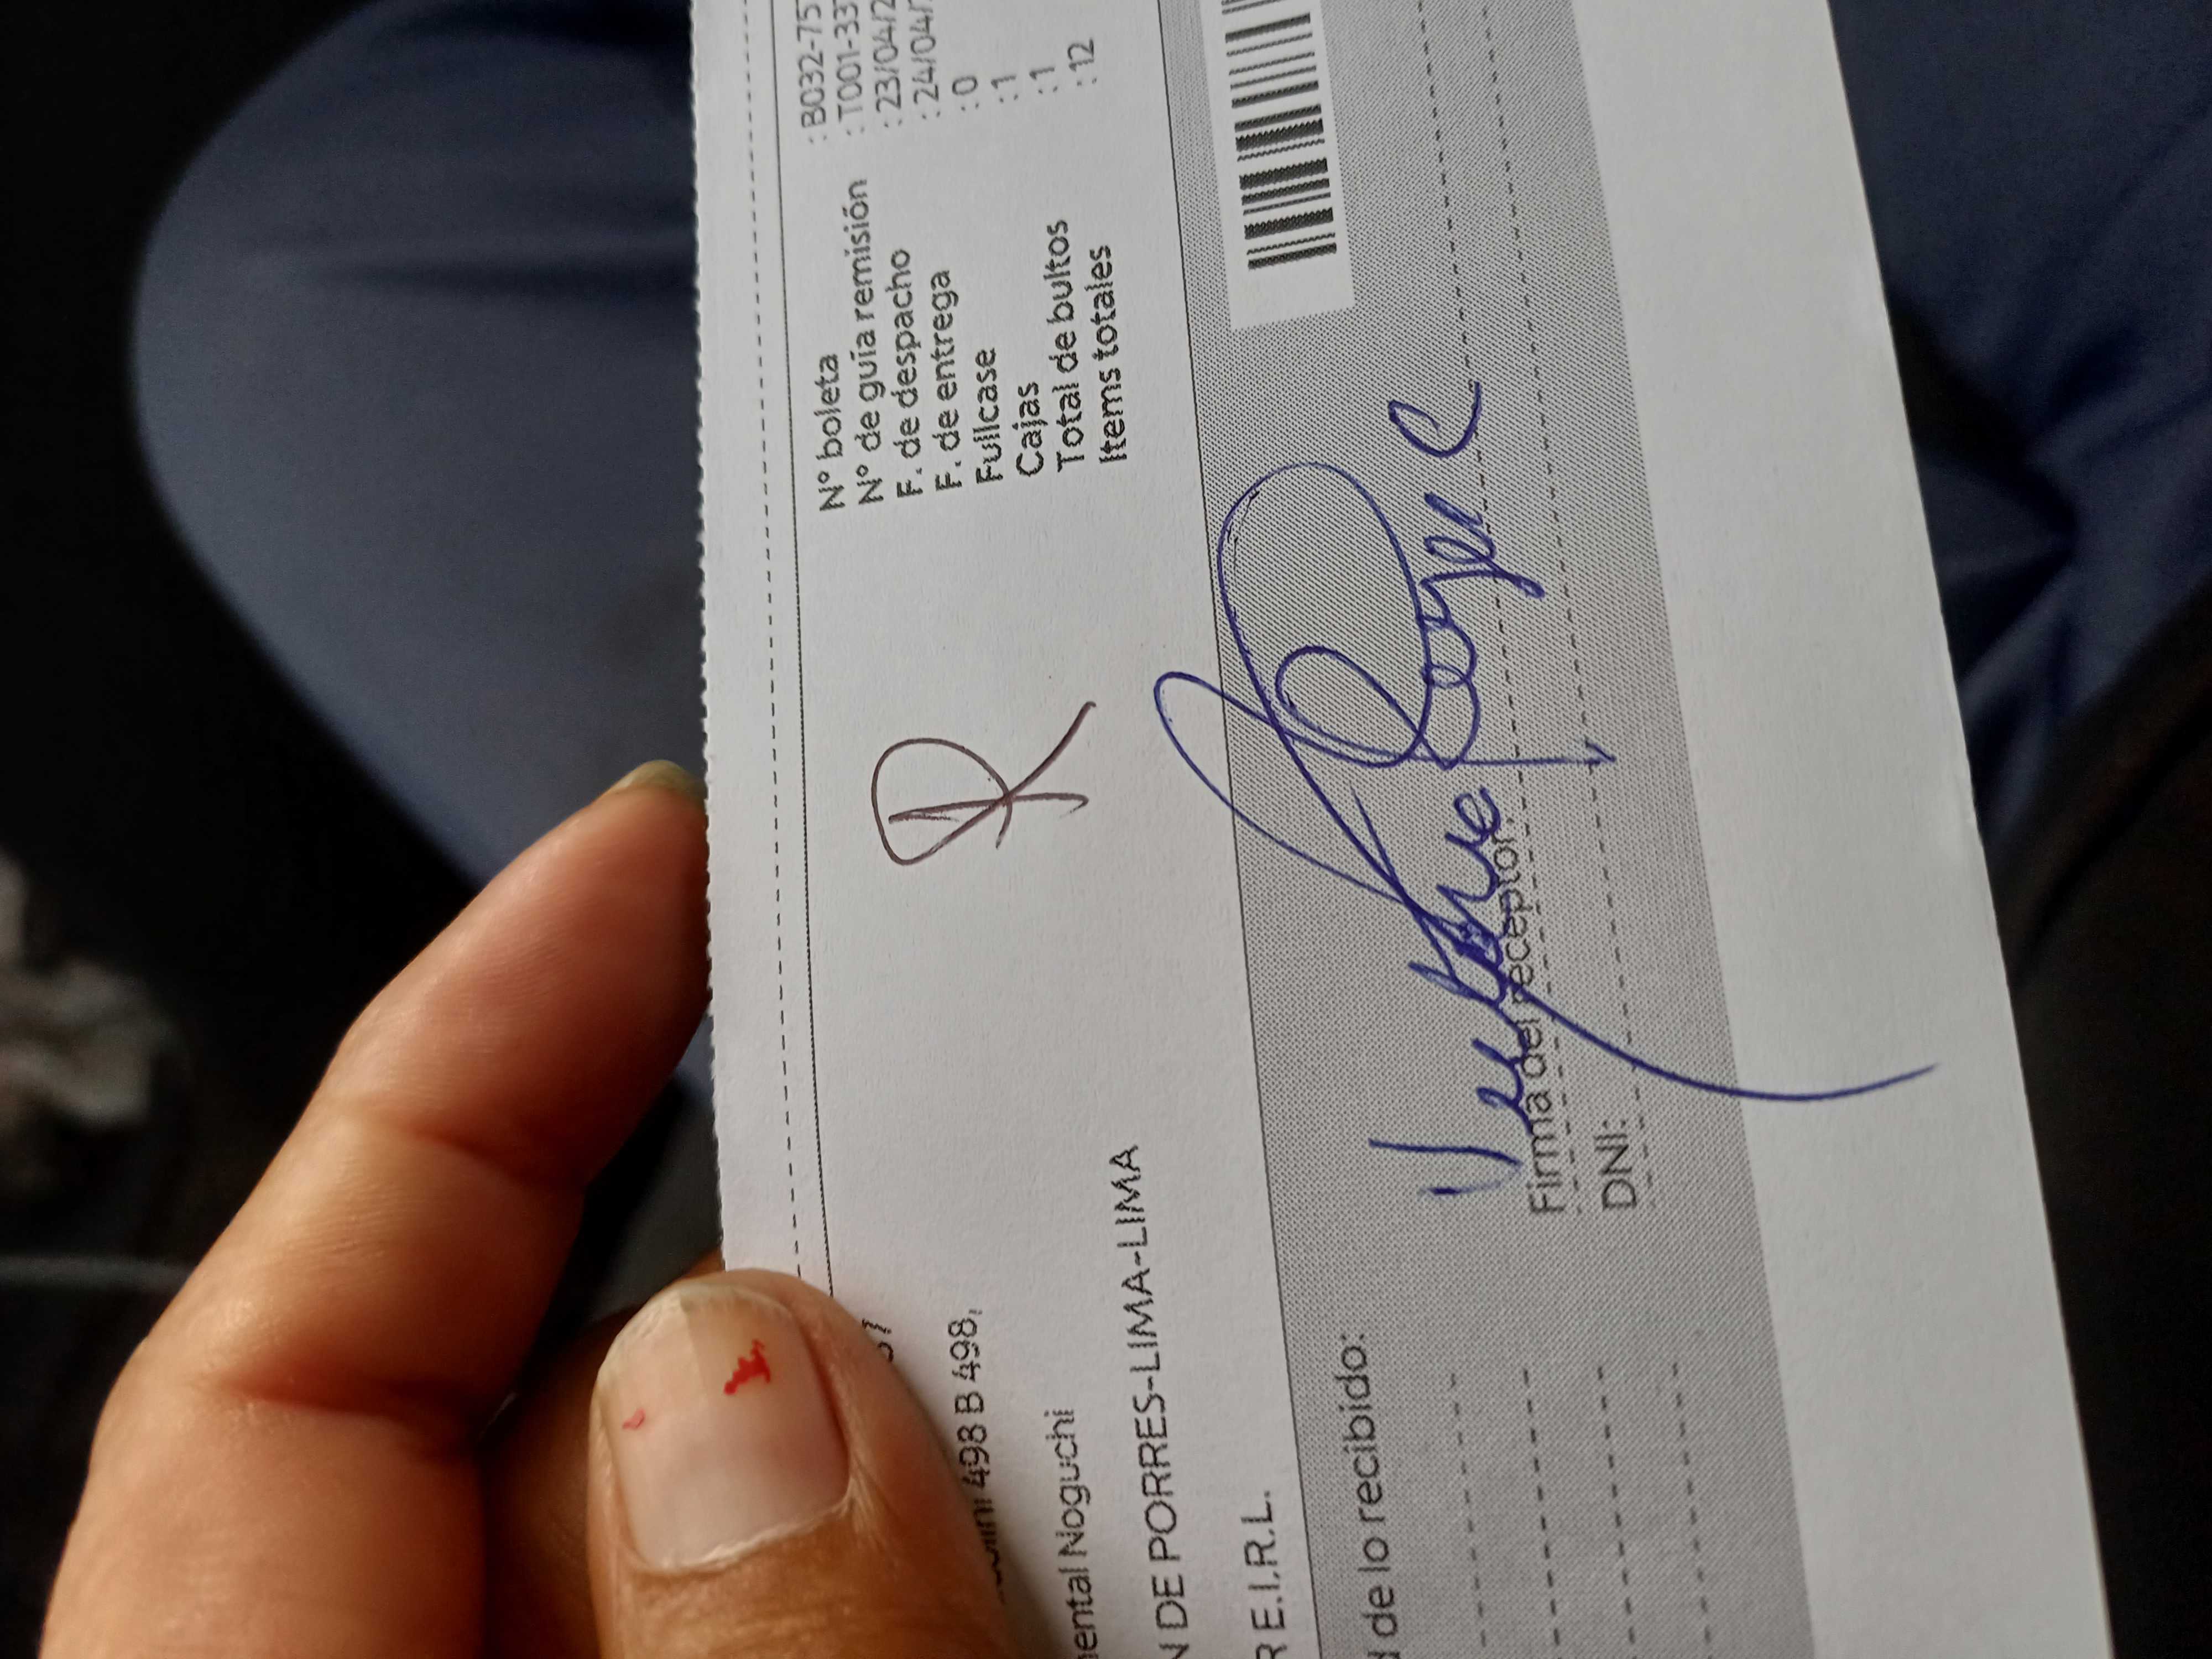 Nº boleta : B032-75
Nº de guía remisión : T001-33
F. de despacho : 23/04/2
F. de entrega : 24/04/
Fullcase : 0
Cajas : 1
Total de bultos : 1
Items totales : 12
498 B 498,
mental Noguchi
N DE PORRES-LIMA-LIMA
R E.I.R.L.
de lo recibido:
Firma del receptor:
DNI: